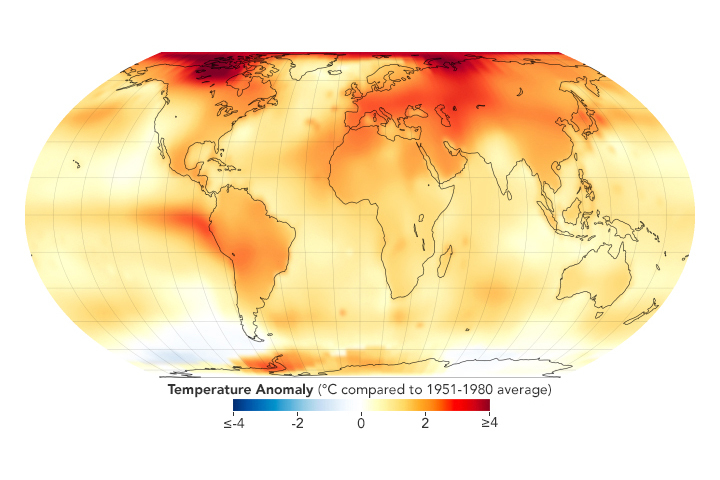 Temperature Anomaly (°C compared to 1951-1980 average)
≤-4 -2 0 2 ≥4